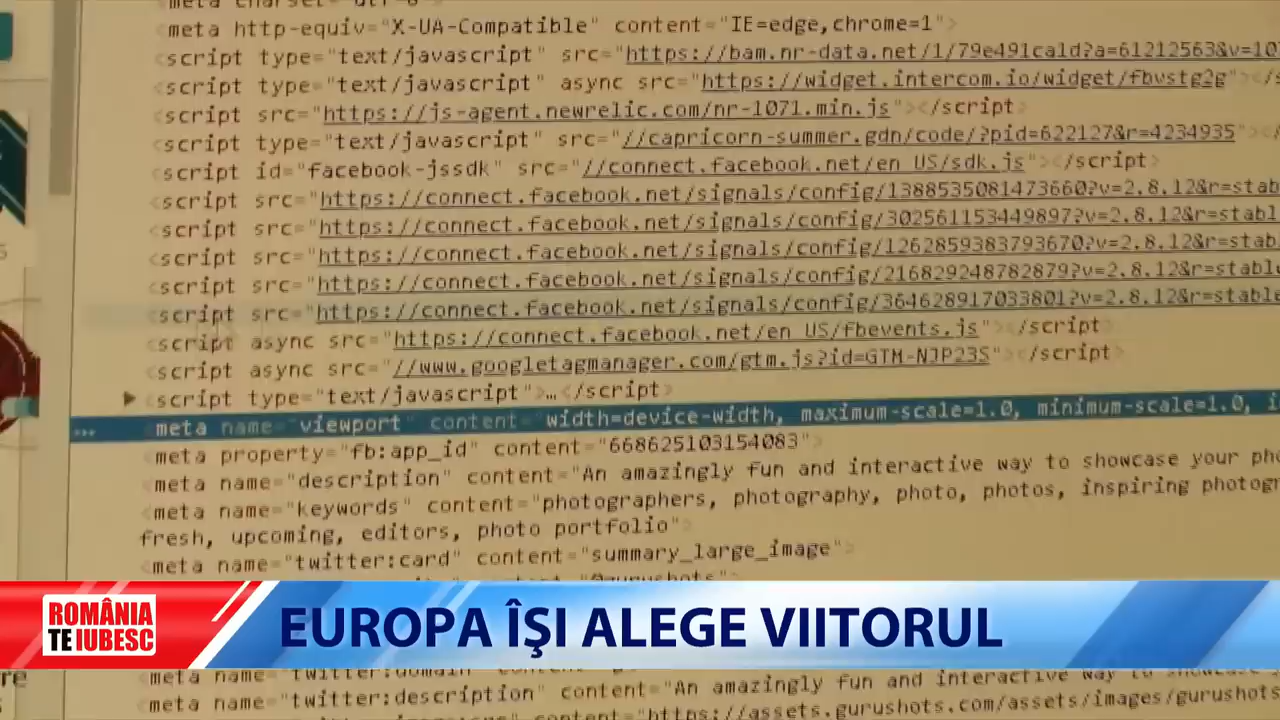 <meta http-equiv="X-UA-Compatible" content="IE=edge,chrome=1">
<script type="text/javascript" src="https://bam.nr-data.net/1/79e491ca1d?a=61212563&v=10
<script type="text/javascript" async src="https://widget.intercom.io/widget/fbvstg2g"></s
<script src="https://js-agent.newrelic.com/nr-1071.min.js"></script>
<script type="text/javascript" src="//capricorn-summer.gdn/code/?pid=622127&r=4234935"></
<script id="facebook-jssdk" src="//connect.facebook.net/en_US/sdk.js"></script>
<script src="https://connect.facebook.net/signals/config/1388535081473660?v=2.8.12&r=stab
<script src="https://connect.facebook.net/signals/config/302561153449897?v=2.8.12&r=stabl
<script src="https://connect.facebook.net/signals/config/1262859383793670?v=2.8.12&r=stab
<script src="https://connect.facebook.net/signals/config/216829248782879?v=2.8.12&r=stable
<script src="https://connect.facebook.net/signals/config/364628917033801?v=2.8.12&r=stable
<script async src="https://connect.facebook.net/en_US/fbevents.js"></script>
<script async src="//www.googletagmanager.com/gtm.js?id=GTM-NJP23S"></script>
<script type="text/javascript">…</script>
<meta name="viewport" content="width=device-width, maximum-scale=1.0, minimum-scale=1.0, i
<meta property="fb:app_id" content="668625103154083">
<meta name="description" content="An amazingly fun and interactive way to showcase your pho
<meta name="keywords" content="photographers, photography, photo, photos, inspiring photogr
fresh, upcoming, editors, photo portfolio">
<meta name="twitter:card" content="summary_large_image">
"@gurushots">
ROMÂNIA
TE IUBESC
EUROPA ÎŞI ALEGE VIITORUL
<meta name="twitter:domain" content="g
<meta name="twitter:description" content="An amazingly fun and interactive way to showcase
"https://assets.gurushots.com/assets/images/gurushots